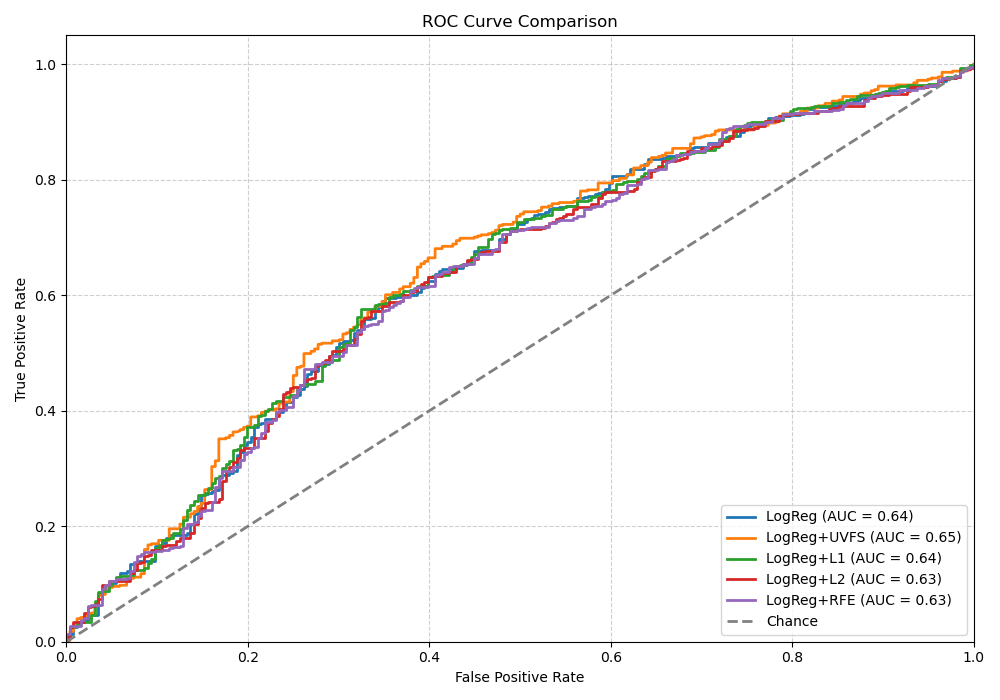 ROC Curve Comparison
True Positive Rate
1.0
0.8
0.6
0.4
0.2
0.0
0.0 0.2 0.4 0.6 0.8 1.0
False Positive Rate
LogReg (AUC = 0.64)
LogReg+UVFS (AUC = 0.65)
LogReg+L1 (AUC = 0.64)
LogReg+L2 (AUC = 0.63)
LogReg+RFE (AUC = 0.63)
Chance